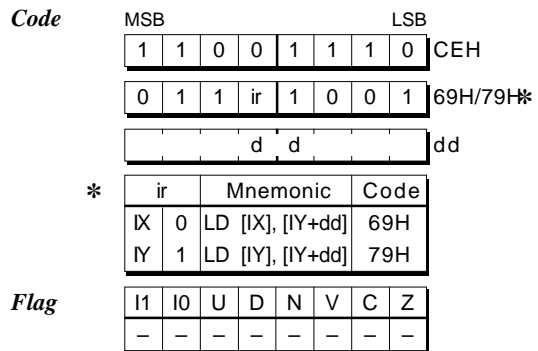 Code MSB LSB
1 1 0 0 1 1 1 0 CEH
0 1 1 ir 1 0 0 1 69H/79H*
d d dd
* ir Mnemonic Code
IX 0 LD [IX], [IY+dd] 69H
IY 1 LD [IY], [IY+dd] 79H
Flag I1 I0 U D N V C Z
– – – – – – – –